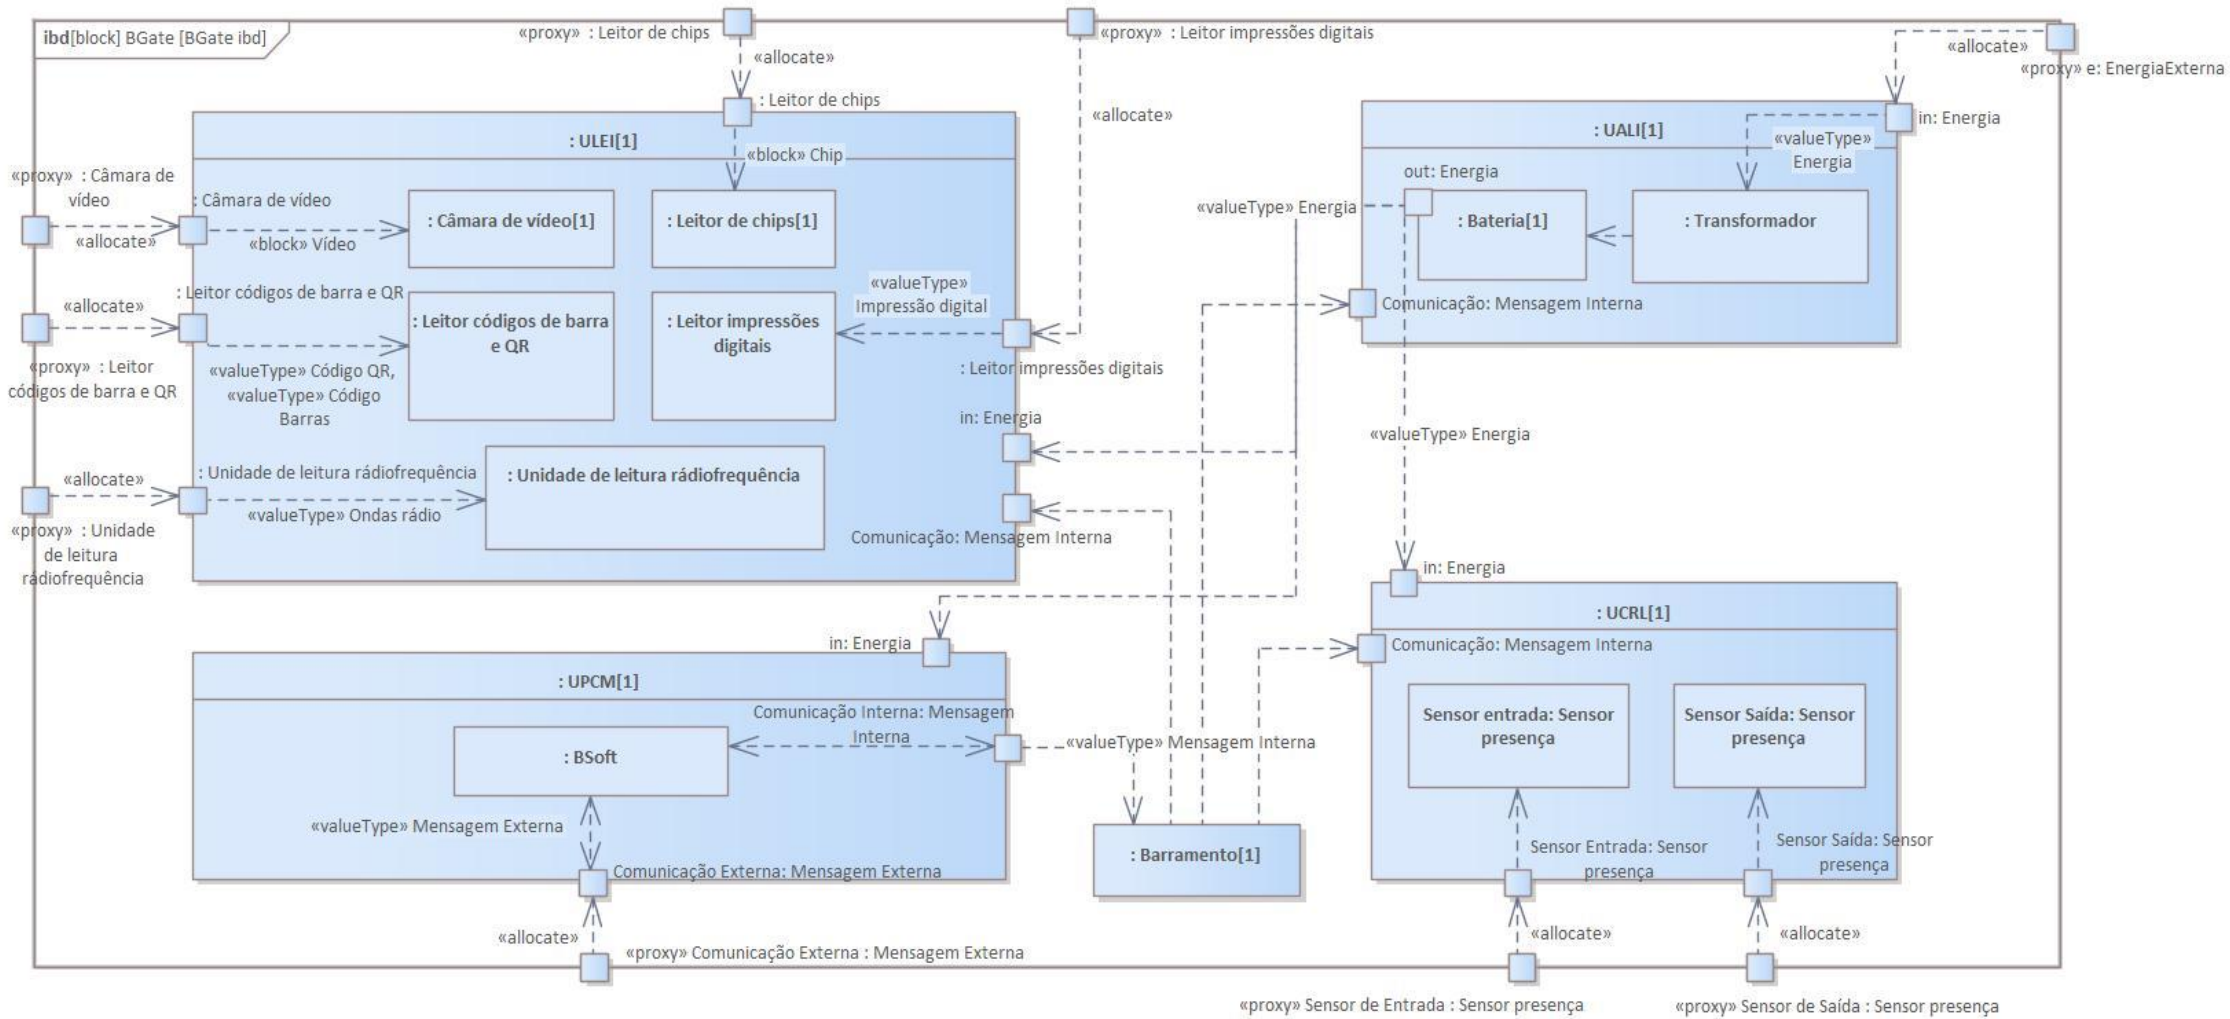 ibd[block] BGate [BGate ibd]
«proxy» : Leitor de chips
«allocate»
: Leitor de chips
«proxy» : Leitor impressões digitais
«allocate»
«allocate»
«proxy» e: EnergiaExterna
: ULEI[1]
«block» Chip
«proxy» : Câmara de
vídeo
«allocate»
: Câmara de vídeo
«block» Vídeo
: Câmara de vídeo[1]
: Leitor de chips[1]
«allocate»
«proxy» : Leitor
códigos de barra e QR
: Leitor códigos de barra e QR
«valueType» Código QR,
«valueType» Código
Barras
: Leitor códigos de barra
e QR
: Leitor impressões
digitais
«valueType»
Impressão digital
: Leitor impressões digitais
in: Energia
«allocate»
«proxy» : Unidade
de leitura
rádiofrequência
: Unidade de leitura rádiofrequência
«valueType» Ondas rádio
: Unidade de leitura rádiofrequência
Comunicação: Mensagem Interna
: UALI[1]
in: Energia
«valueType»
Energia
out: Energia
«valueType» Energia
: Bateria[1]
: Transformador
Comunicação: Mensagem Interna
«valueType» Energia
in: Energia
: UPCM[1]
Comunicação Interna: Mensagem
Interna
: BSoft
«valueType» Mensagem Externa
Comunicação Externa: Mensagem Externa
«allocate»
«proxy» Comunicação Externa : Mensagem Externa
«valueType» Mensagem Interna
: Barramento[1]
in: Energia
: UCRL[1]
Comunicação: Mensagem Interna
Sensor entrada: Sensor
presença
Sensor Saída: Sensor
presença
Sensor Entrada: Sensor
presença
Sensor Saída: Sensor
presença
«allocate»
«allocate»
«proxy» Sensor de Entrada : Sensor presença
«proxy» Sensor de Saída : Sensor presença